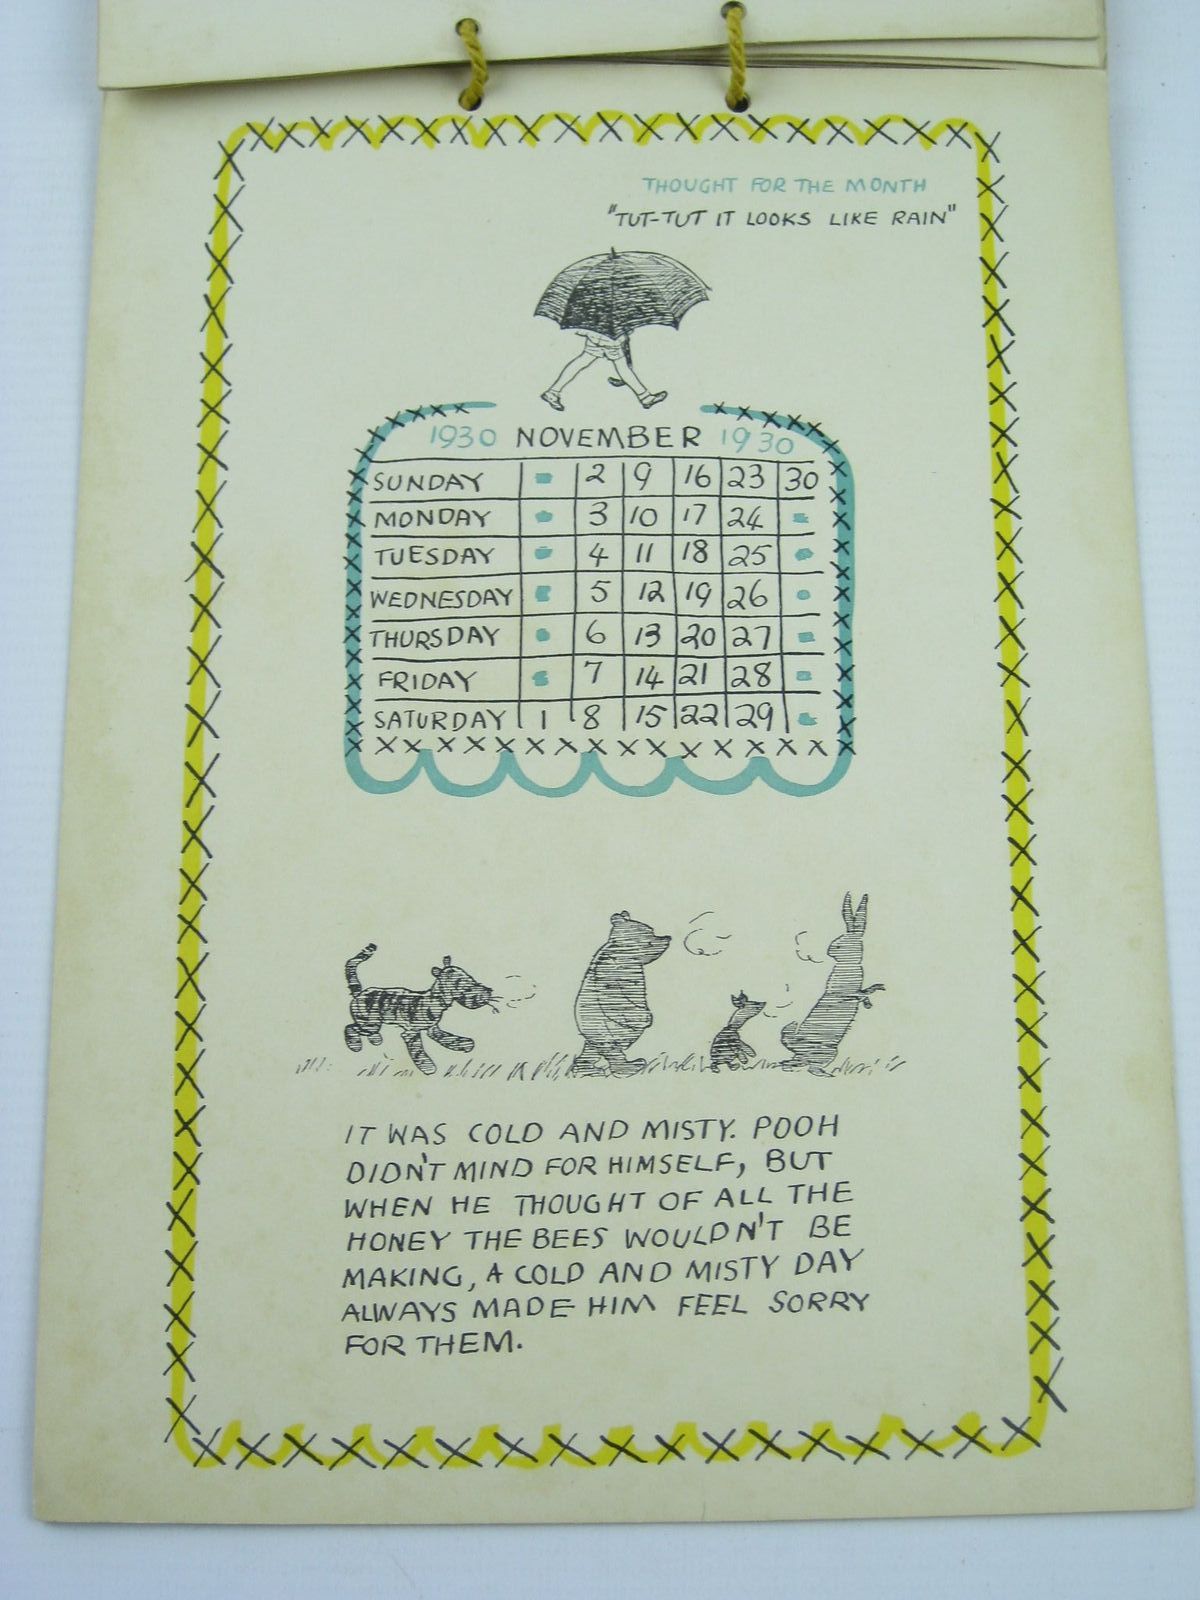 THOUGHT FOR THE MONTH
"TUT-TUT IT LOOKS LIKE RAIN"
1930 NOVEMBER 1930
SUNDAY 2 9 16 23 30
MONDAY 3 10 17 24
TUESDAY 4 11 18 25
WEDNESDAY 5 12 19 26
THURSDAY 6 13 20 27
FRIDAY 7 14 21 28
SATURDAY 1 8 15 22 29
IT WAS COLD AND MISTY. POOH
DIDN'T MIND FOR HIMSELF, BUT
WHEN HE THOUGHT OF ALL THE
HONEY THE BEES WOULDN'T BE
MAKING, A COLD AND MISTY DAY
ALWAYS MADE HIM FEEL SORRY
FOR THEM.